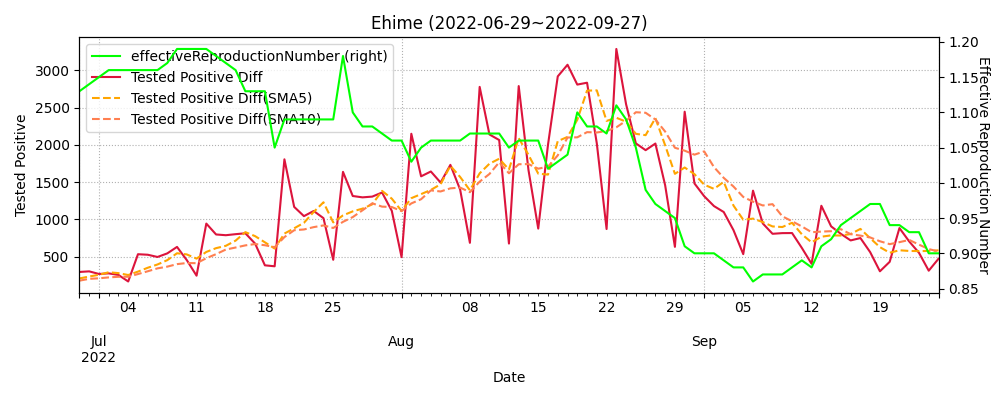 Ehime (2022-06-29~2022-09-27)
effectiveReproductionNumber (right)
Tested Positive Diff
Tested Positive Diff(SMA5)
Tested Positive Diff(SMA10)
Tested Positive
3000
2500
2000
1500
1000
500
1.20
1.15
1.10
1.05
1.00
0.95
0.90
0.85
Effective Reproduction Number
04 11 18 25 08 15 22 29 05 12 19
Jul Aug Sep
2022
Date